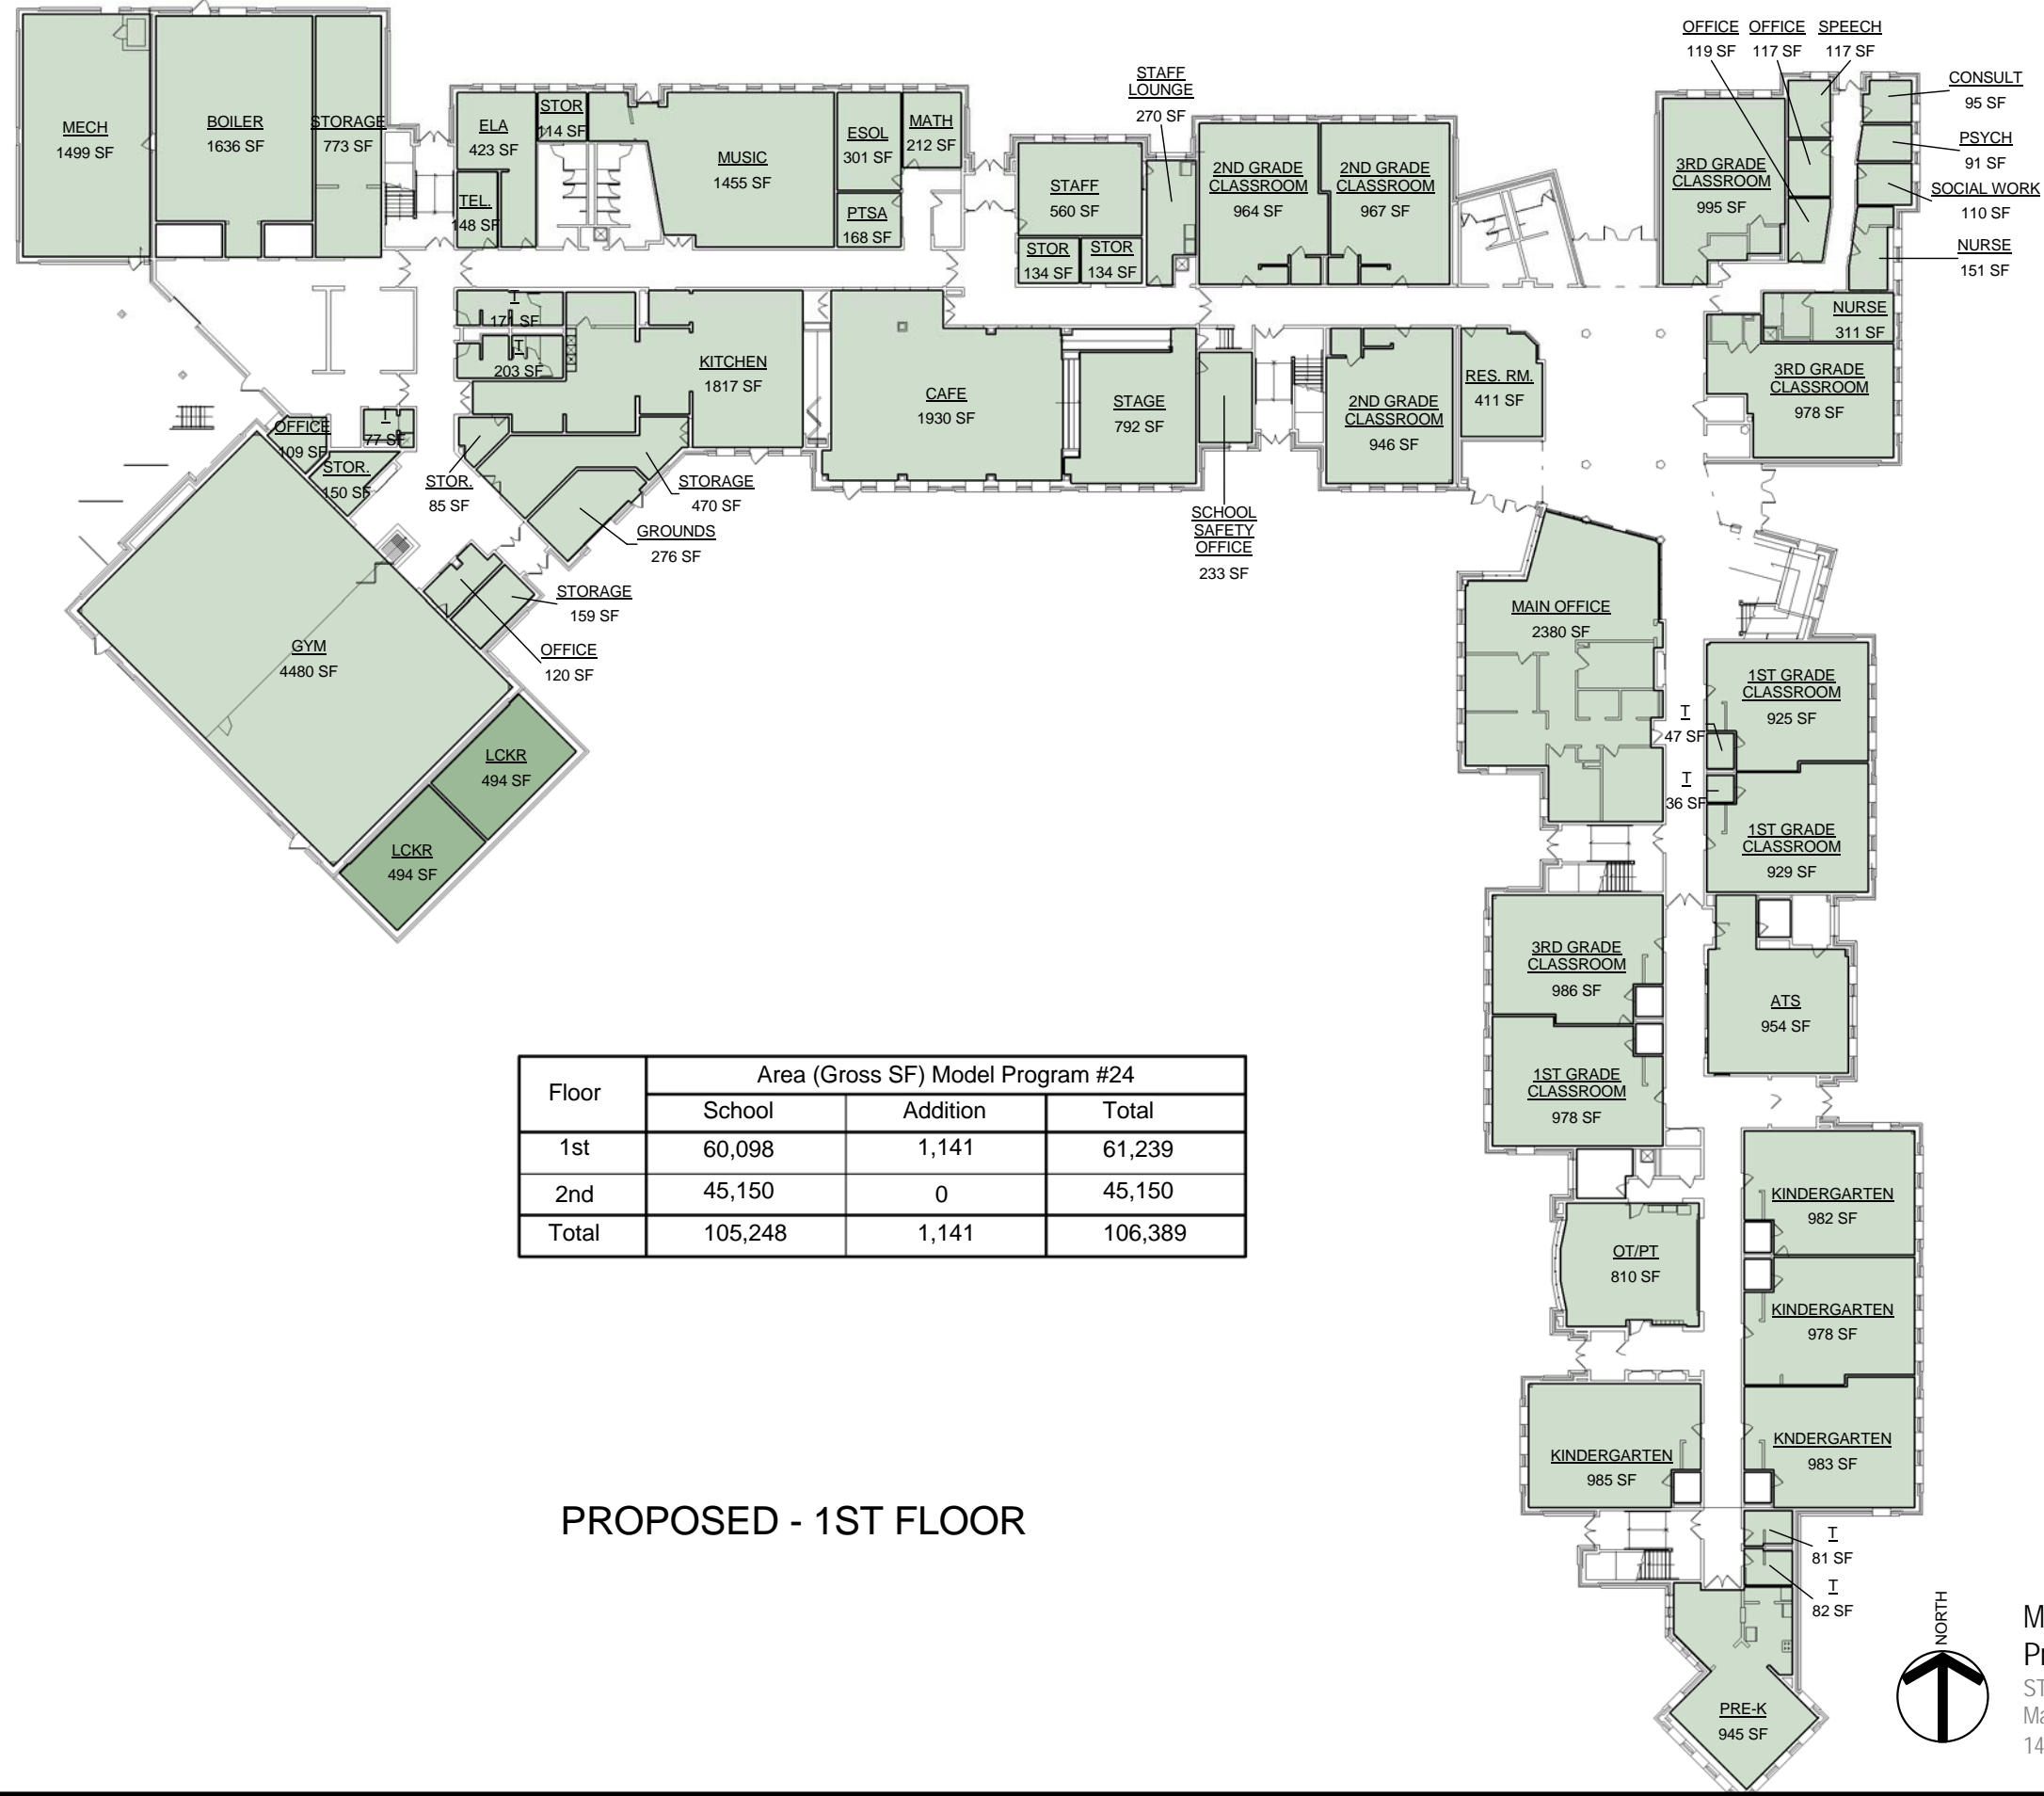 OFFICE
119 SF
OFFICE
117 SF
SPEECH
117 SF
CONSULT
95 SF
PSYCH
91 SF
SOCIAL WORK
110 SF
NURSE
151 SF
MECH
1499 SF
BOILER
1636 SF
STORAGE
773 SF
ELA
423 SF
STOR
114 SF
TEL.
148 SF
MUSIC
1455 SF
ESOL
301 SF
MATH
212 SF
PTSA
168 SF
STAFF
560 SF
STOR
134 SF
STOR
134 SF
STAFF
LOUNGE
270 SF
2ND GRADE
CLASSROOM
964 SF
2ND GRADE
CLASSROOM
967 SF
3RD GRADE
CLASSROOM
995 SF
NURSE
311 SF
3RD GRADE
CLASSROOM
978 SF
T
171 SF
T
203 SF
KITCHEN
1817 SF
CAFE
1930 SF
STAGE
792 SF
2ND GRADE
CLASSROOM
946 SF
RES. RM.
411 SF
OFFICE
109 SF
T
77 SF
STOR.
150 SF
STOR.
85 SF
STORAGE
470 SF
GROUNDS
276 SF
SCHOOL
SAFETY
OFFICE
233 SF
STORAGE
159 SF
OFFICE
120 SF
GYM
4480 SF
LCKR
494 SF
LCKR
494 SF
MAIN OFFICE
2380 SF
1ST GRADE
CLASSROOM
925 SF
T
47 SF
T
36 SF
1ST GRADE
CLASSROOM
929 SF
3RD GRADE
CLASSROOM
986 SF
ATS
954 SF
1ST GRADE
CLASSROOM
978 SF
Floor
Area (Gross SF) Model Program #24
School Addition Total
1st 60,098 1,141 61,239
2nd 45,150 0 45,150
Total 105,248 1,141 106,389
KINDERGARTEN
982 SF
OT/PT
810 SF
KINDERGARTEN
978 SF
KINDERGARTEN
985 SF
KNDERGARTEN
983 SF
T
81 SF
T
82 SF
PRE-K
945 SF
PROPOSED - 1ST FLOOR
NORTH